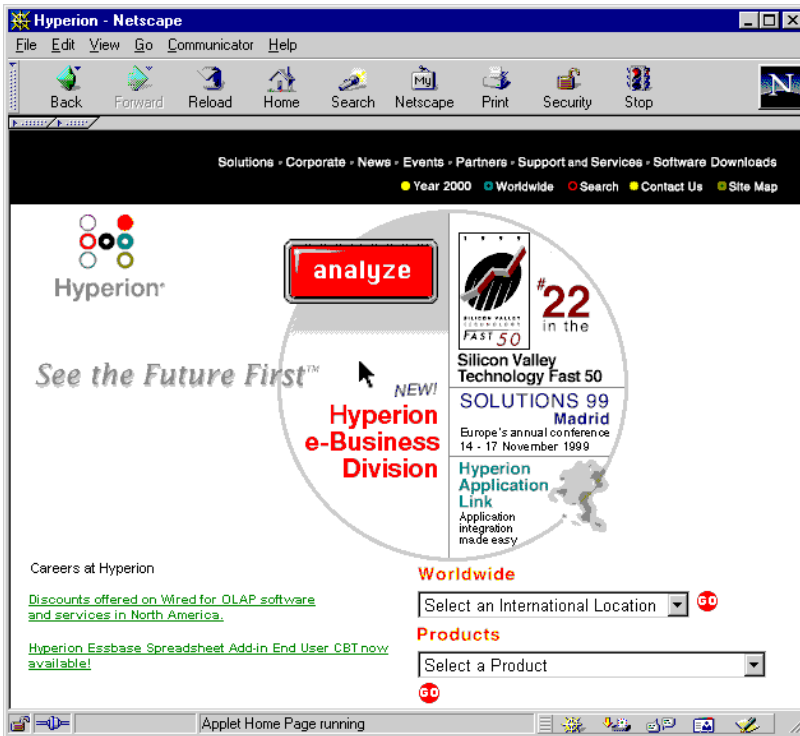 Hyperion - Netscape
File Edit View Go Communicator Help
My
Back Forward Reload Home Search Netscape Print Security Stop
N
Solutions - Corporate - News - Events - Partners - Support and Services - Software Downloads
Year 2000 Worldwide Search Contact Us Site Map
Hyperion
analyze
SILICON VALLEY
TECHNOLOGY
FAST 50
#22
in the
Silicon Valley
Technology Fast 50
See the Future First™
NEW!
Hyperion
e-Business
Division
SOLUTIONS 99
Madrid
Europe's annual conference
14 - 17 November 1999
Hyperion
Application
Link
Application
integration
made easy
Careers at Hyperion
Discounts offered on Wired for OLAP software
and services in North America.
Hyperion Essbase Spreadsheet Add-in End User CBT now
available!
Worldwide
Select an International Location GO
Products
Select a Product
GO
Applet Home Page running